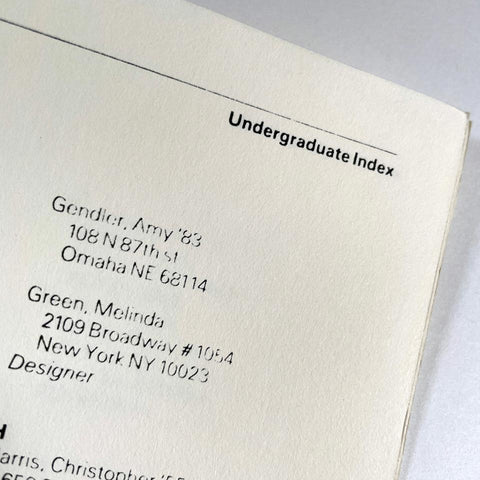 Undergraduate Index
Gendler, Amy '83
108 N 87th st
Omaha NE 68114
Green, Melinda
2109 Broadway # 1054
New York NY 10023
Designer
Christopher